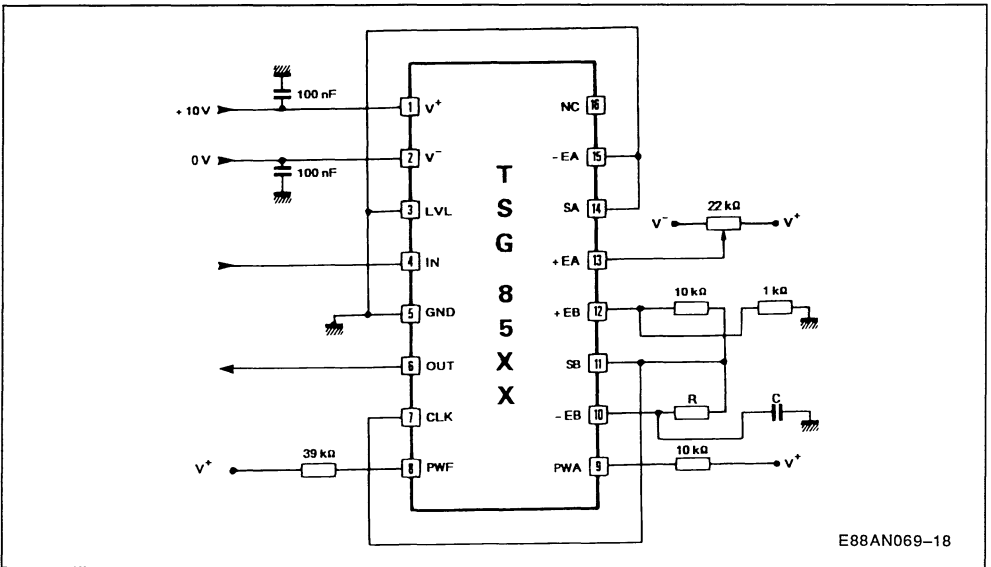 100 nF
+ 10 V
1 V+
0 V
2 V−
100 nF
3 LVL
4 IN
5 GND
6 OUT
7 CLK
V+
39 kΩ
8 PWF
T
S
G
8
5
X
X
NC 16
-EA 15
SA 14
22 kΩ
V− V+
+EA 13
10 kΩ 1 kΩ
+EB 12
SB 11
R C
-EB 10
10 kΩ
PWA 9 V+
E88AN069–18